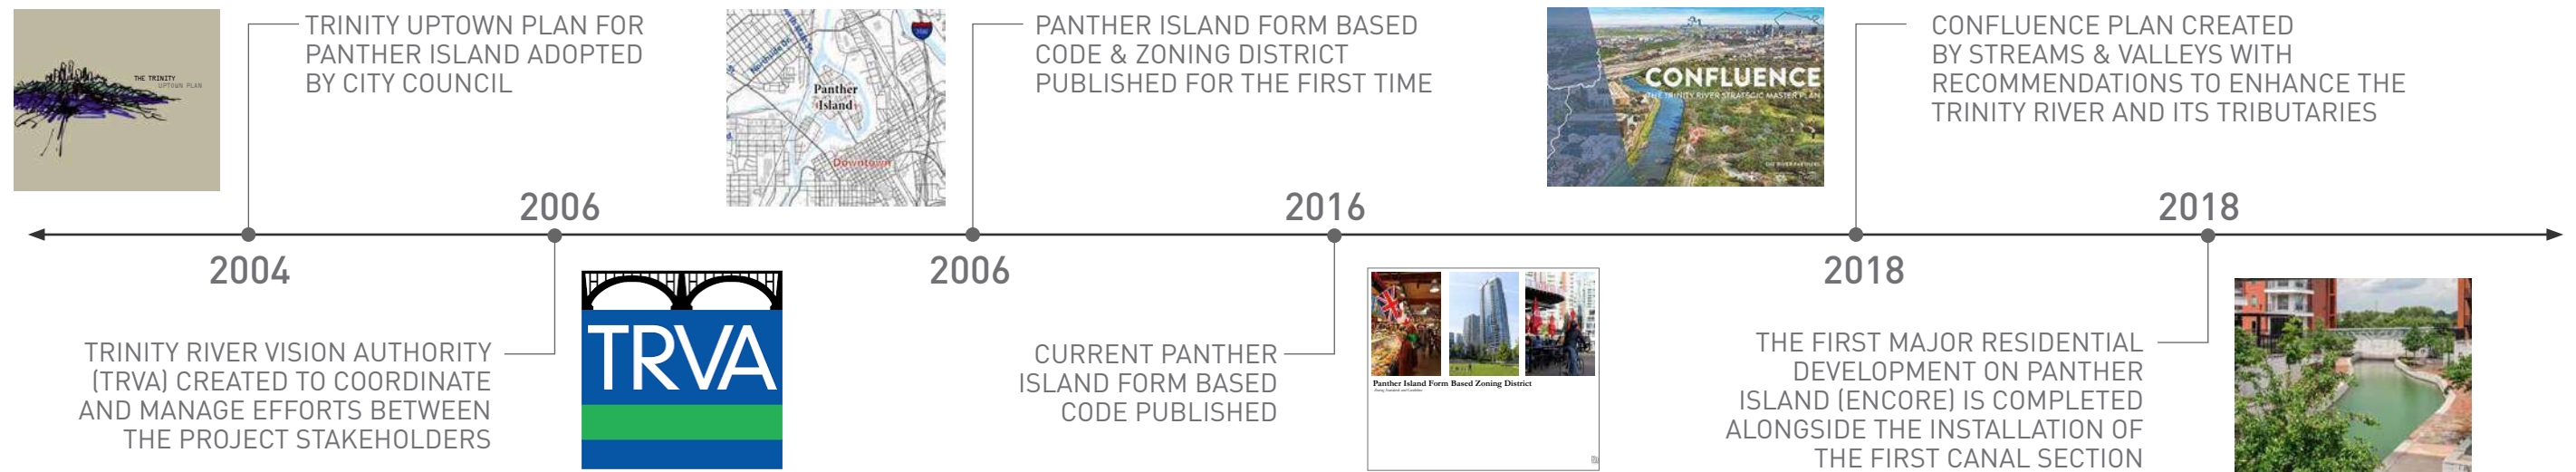 THE TRINITY
UPTOWN PLAN
TRINITY UPTOWN PLAN FOR
PANTHER ISLAND ADOPTED
BY CITY COUNCIL
2004
2006
TRINITY RIVER VISION AUTHORITY
(TRVA) CREATED TO COORDINATE
AND MANAGE EFFORTS BETWEEN
THE PROJECT STAKEHOLDERS
TRVA
Northside Dr.
Panther
Island
Downtown
PANTHER ISLAND FORM BASED
CODE & ZONING DISTRICT
PUBLISHED FOR THE FIRST TIME
2006
2016
CURRENT PANTHER
ISLAND FORM BASED
CODE PUBLISHED
Panther Island Form Based Zoning District
CONFLUENCE
THE TRINITY RIVER STRATEGIC MASTER PLAN
CONFLUENCE PLAN CREATED
BY STREAMS & VALLEYS WITH
RECOMMENDATIONS TO ENHANCE THE
TRINITY RIVER AND ITS TRIBUTARIES
2018
2018
THE FIRST MAJOR RESIDENTIAL
DEVELOPMENT ON PANTHER
ISLAND (ENCORE) IS COMPLETED
ALONGSIDE THE INSTALLATION OF
THE FIRST CANAL SECTION